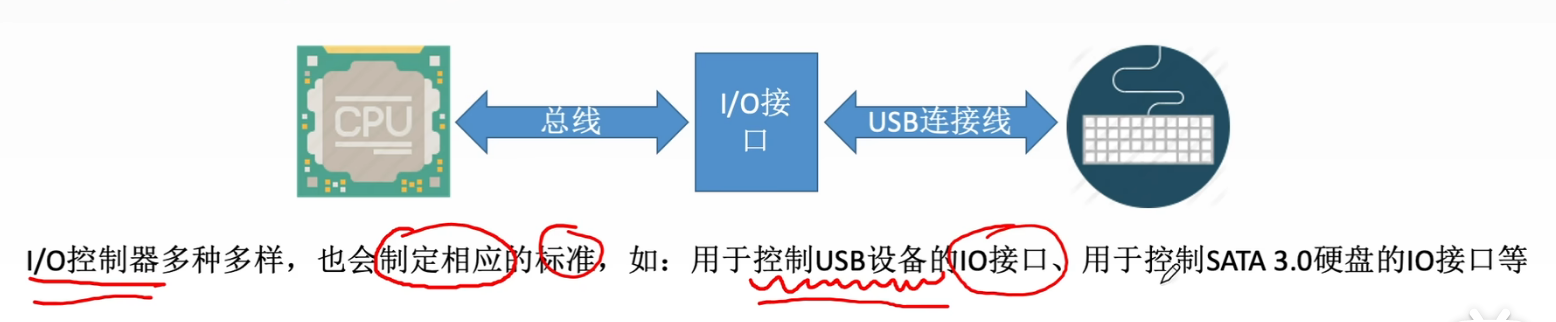 CPU
总线
I/O接
口
USB连接线
I/O控制器多种多样，也会制定相应的标准，如：用于控制USB设备的IO接口、用于控制SATA 3.0硬盘的IO接口等